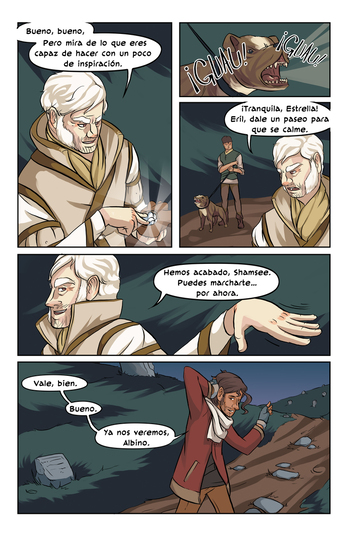 Bueno, bueno,
Pero mira de lo que eres
capaz de hacer con un poco
de inspiración.
¡GUAU!
¡GUAU!
¡Tranquila, Estrella!
Eril, dale un paseo para
que se calme.
Hemos acabado, Shamsee.
Puedes marcharte...
por ahora.
Vale, bien.
Bueno.
Ya nos veremos,
Albino.